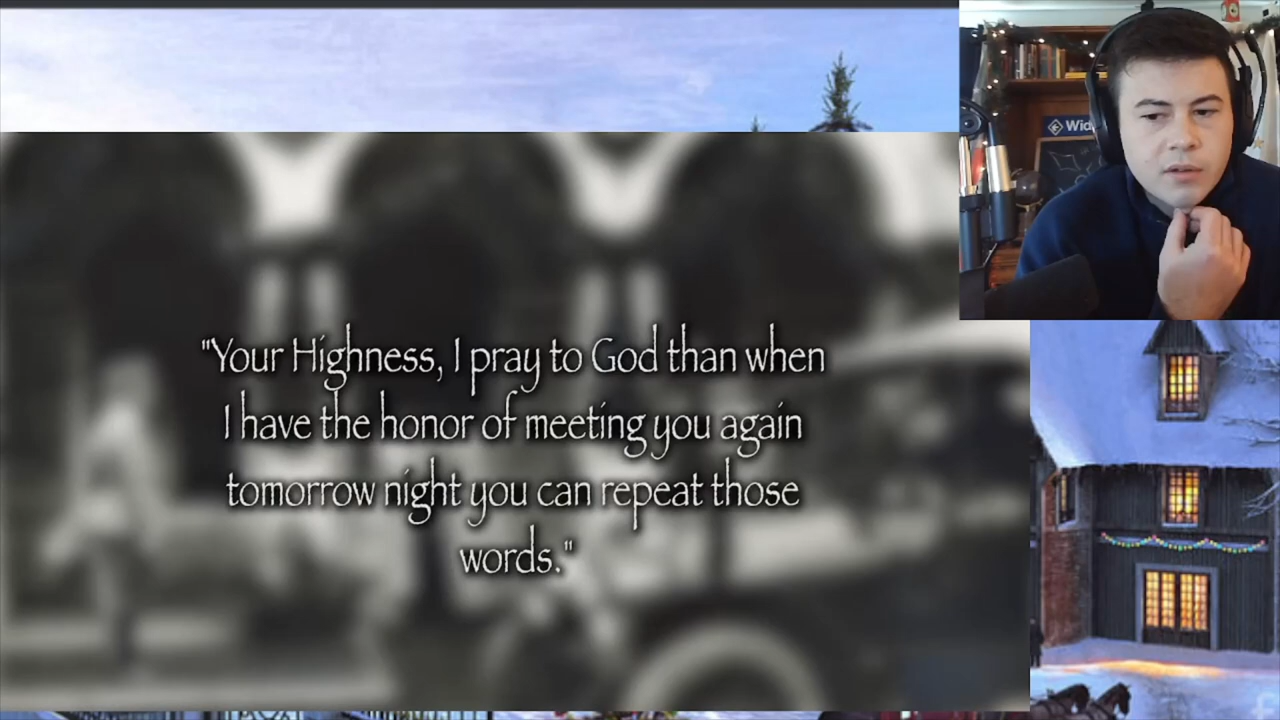 Wid
"Your Highness, I pray to God than when
I have the honor of meeting you again
tomorrow night you can repeat those
words."